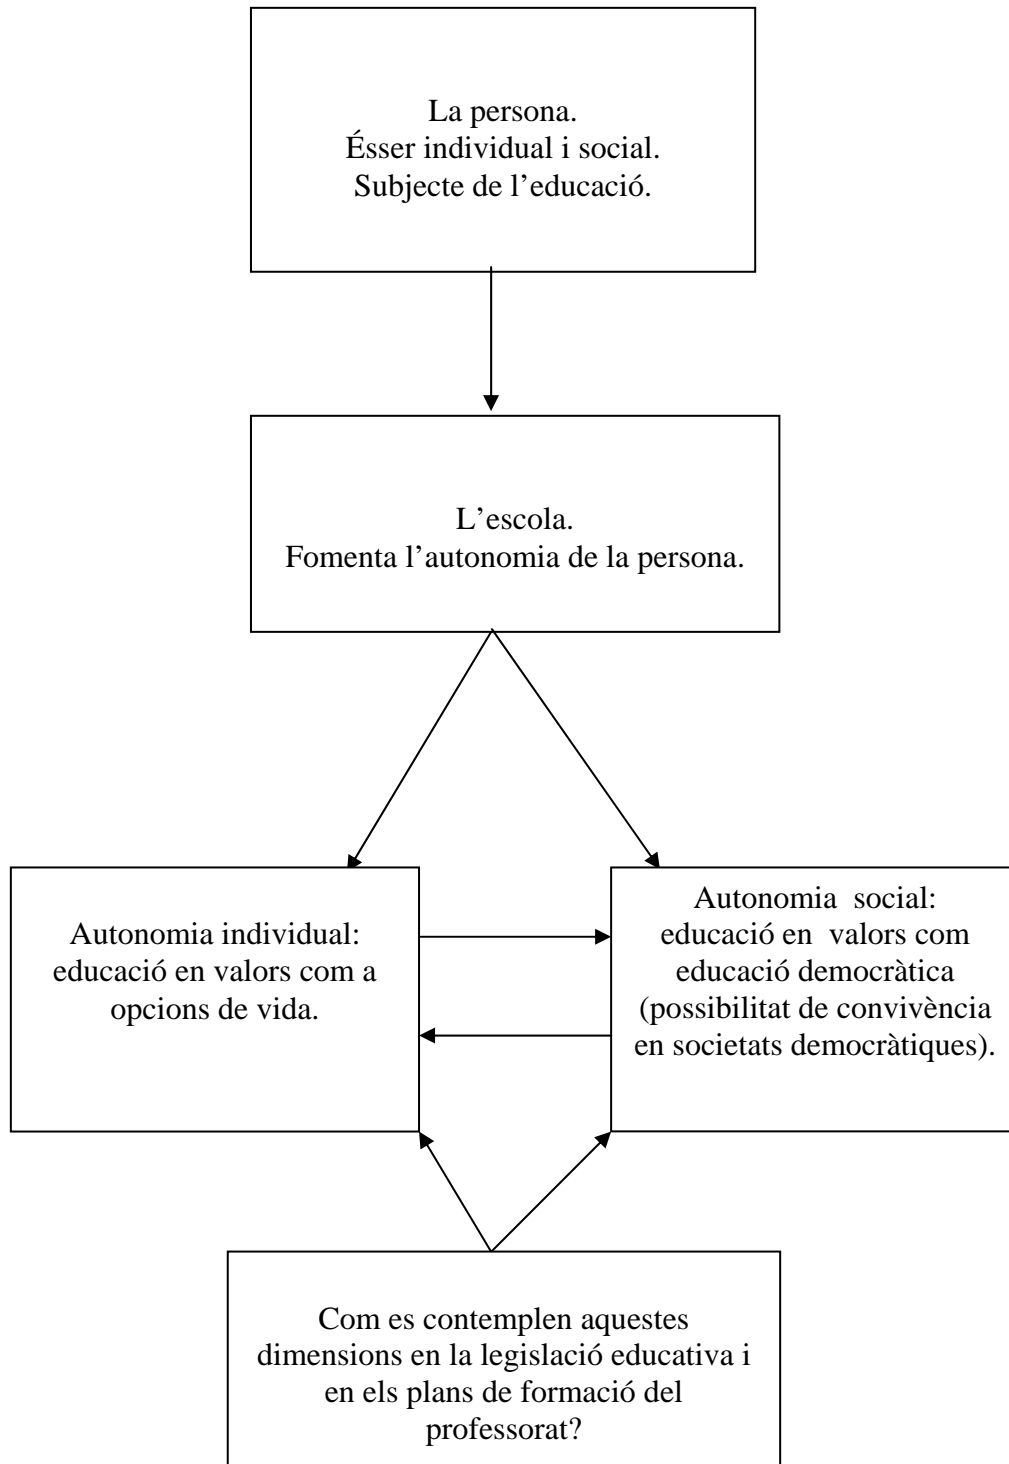 La persona.
Ésser individual i social.
Subjecte de l’educació.
L’escola.
Fomenta l’autonomia de la persona.
Autonomia individual:
educació en valors com a
opcions de vida.
Autonomia social:
educació en valors com
educació democràtica
(possibilitat de convivència
en societats democràtiques).
Com es contemplen aquestes
dimensions en la legislació educativa i
en els plans de formació del
professorat?